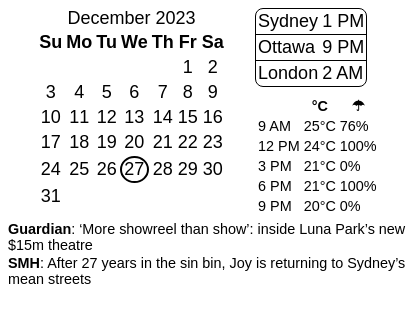 December 2023
Su Mo Tu We Th Fr Sa
1 2
3 4 5 6 7 8 9
10 11 12 13 14 15 16
17 18 19 20 21 22 23
24 25 26 27 28 29 30
31
Sydney 1 PM
Ottawa 9 PM
London 2 AM
°C ☂
9 AM 25°C 76%
12 PM 24°C 100%
3 PM 21°C 0%
6 PM 21°C 100%
9 PM 20°C 0%
Guardian: ‘More showreel than show’: inside Luna Park’s new
$15m theatre
SMH: After 27 years in the sin bin, Joy is returning to Sydney’s
mean streets